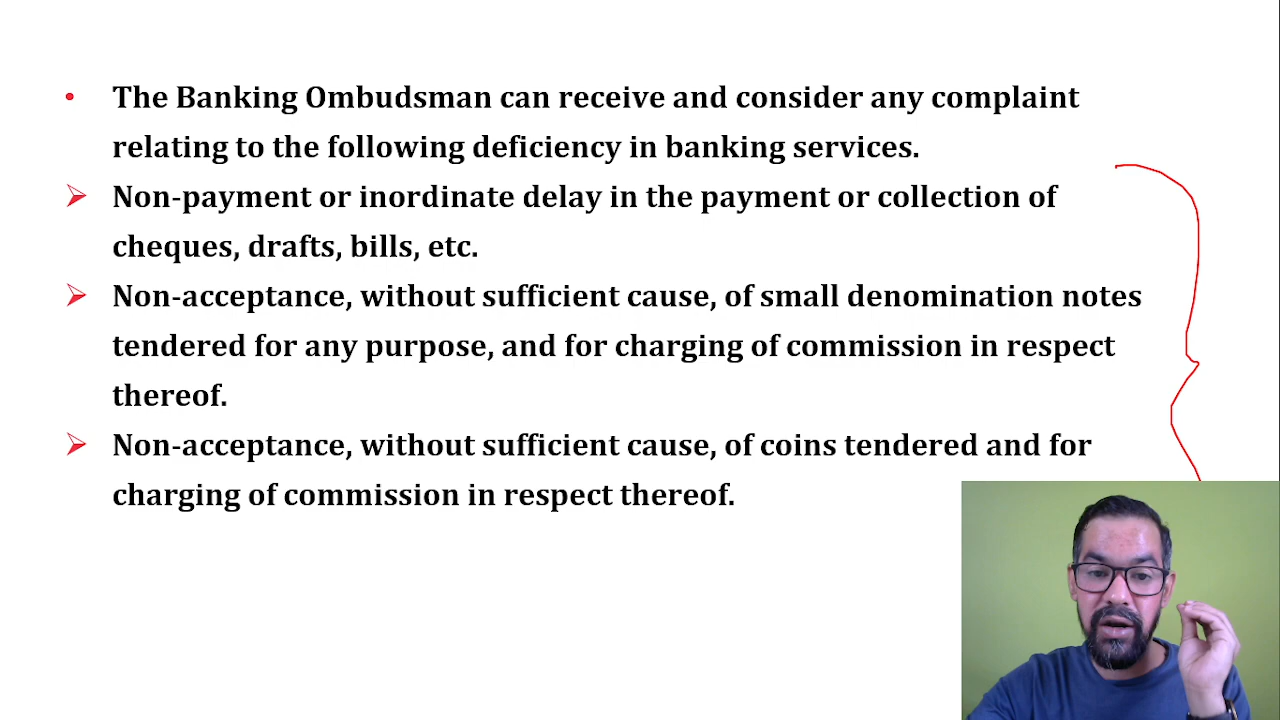 • The Banking Ombudsman can receive and consider any complaint
relating to the following deficiency in banking services.
➢ Non-payment or inordinate delay in the payment or collection of
cheques, drafts, bills, etc.
➢ Non-acceptance, without sufficient cause, of small denomination notes
tendered for any purpose, and for charging of commission in respect
thereof.
➢ Non-acceptance, without sufficient cause, of coins tendered and for
charging of commission in respect thereof.